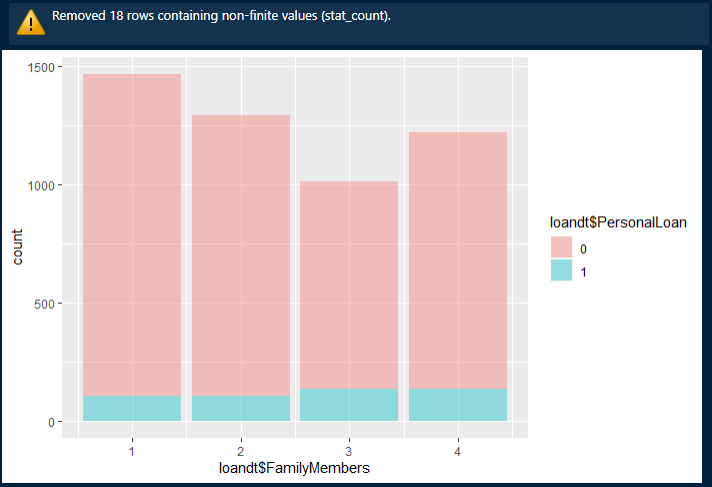 Removed 18 rows containing non-finite values (stat_count).
1500
1000
500
0
count
1 2 3 4
loandt$FamilyMembers
loandt$PersonalLoan
0
1